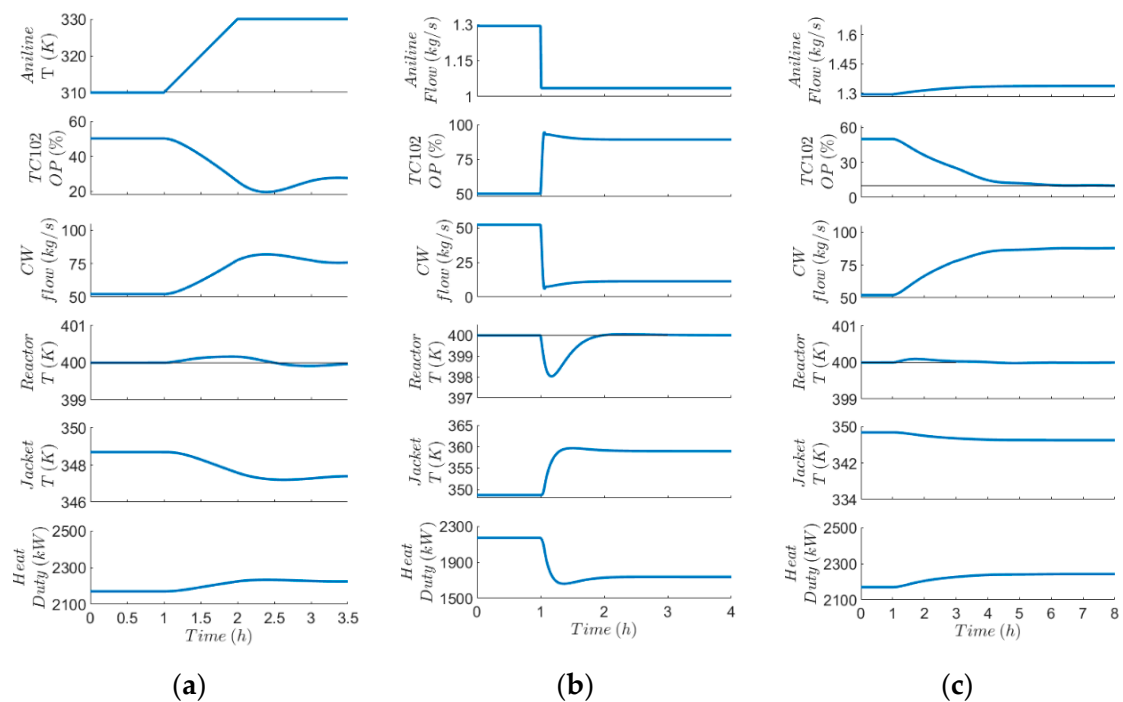 Aniline
T (K)
330
320
310
TC102
OP (%)
60
40
20
CW
flow (kg/s)
100
75
50
Reactor
T (K)
401
400
399
Jacket
T (K)
350
348
346
Heat
Duty (kW)
2500
2300
2100
0 0.5 1 1.5 2 2.5 3 3.5
Time (h)
(a)
Aniline
Flow (kg/s)
1.3
1.15
1
TC102
OP (%)
100
75
50
CW
flow (kg/s)
50
25
0
Reactor
T (K)
400
399
398
397
Jacket
T (K)
365
360
355
350
Heat
Duty (kW)
2300
1900
1500
0 1 2 3 4
Time (h)
(b)
Aniline
Flow (kg/s)
1.6
1.45
1.3
TC102
OP (%)
60
30
0
CW
flow (kg/s)
100
75
50
Reactor
T (K)
401
400
399
Jacket
T (K)
350
342
334
Heat
Duty (kW)
2500
2300
2100
0 1 2 3 4 5 6 7 8
Time (h)
(c)